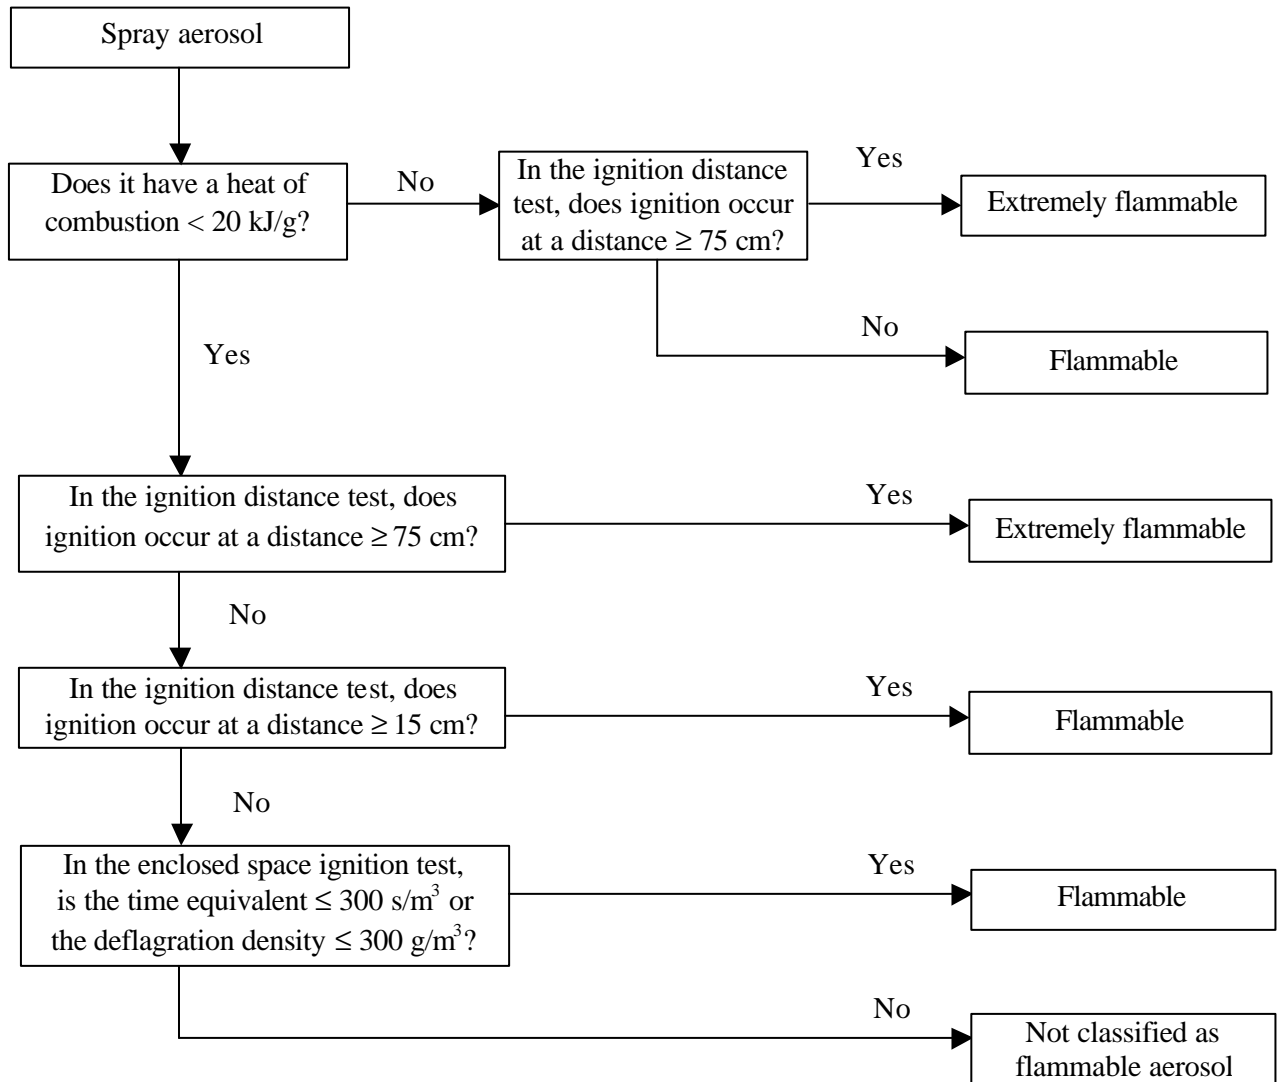 Spray aerosol
Does it have a heat of
combustion < 20 kJ/g?
No
In the ignition distance
test, does ignition occur
at a distance ≥ 75 cm?
Yes
Extremely flammable
No
Flammable
Yes
In the ignition distance test, does
ignition occur at a distance ≥ 75 cm?
Yes
Extremely flammable
No
In the ignition distance test, does
ignition occur at a distance ≥ 15 cm?
Yes
Flammable
No
In the enclosed space ignition test,
is the time equivalent ≤ 300 s/m³ or
the deflagration density ≤ 300 g/m³?
Yes
Flammable
No
Not classified as
flammable aerosol